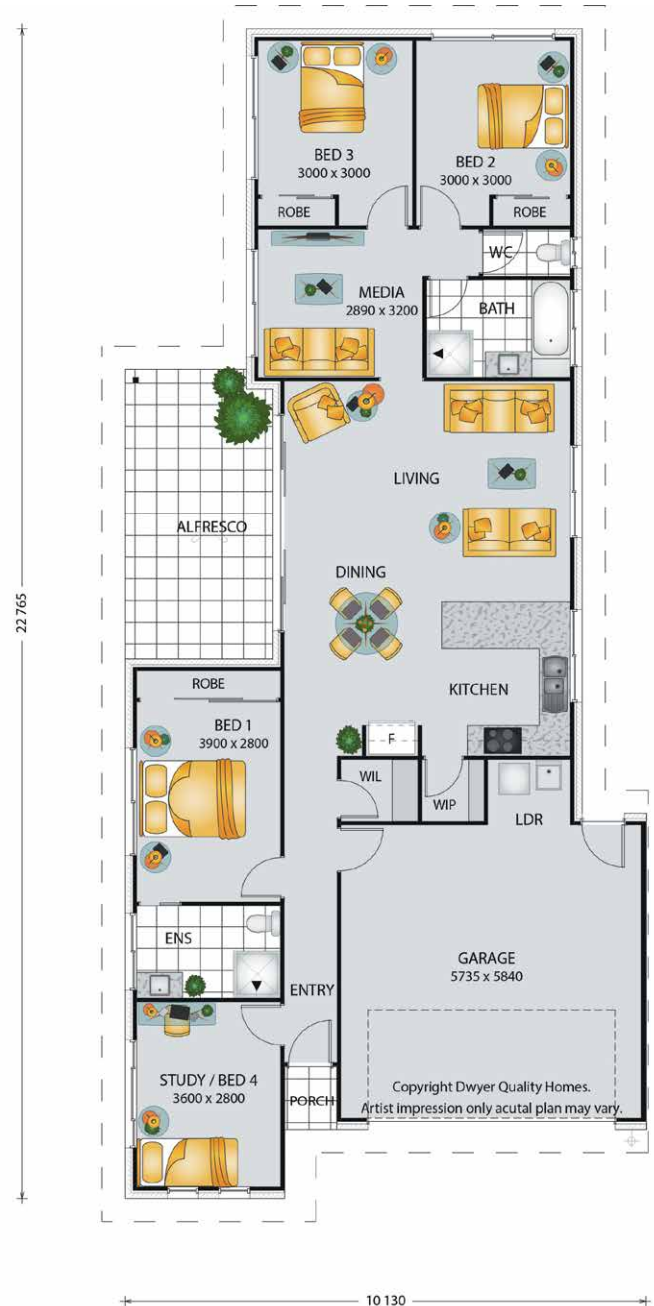 BED 3
3000 x 3000
BED 2
3000 x 3000
ROBE
ROBE
WC
MEDIA
2890 x 3200
BATH
LIVING
ALFRESCO
DINING
22 765
ROBE
KITCHEN
BED 1
3900 x 2800
F
WIL
WIP
LDR
ENS
GARAGE
5735 x 5840
ENTRY
STUDY / BED 4
3600 x 2800
PORCH
Copyright Dwyer Quality Homes.
Artist impression only acutal plan may vary.
10 130